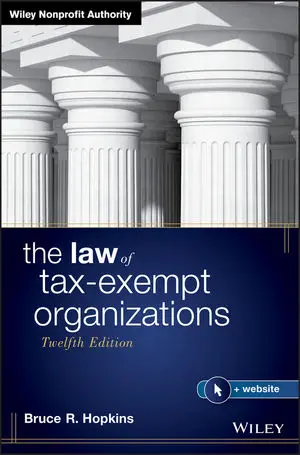 Wiley Nonprofit Authority
the law of
tax-exempt
organizations
Twelfth Edition
+ website
Bruce R. Hopkins
WILEY